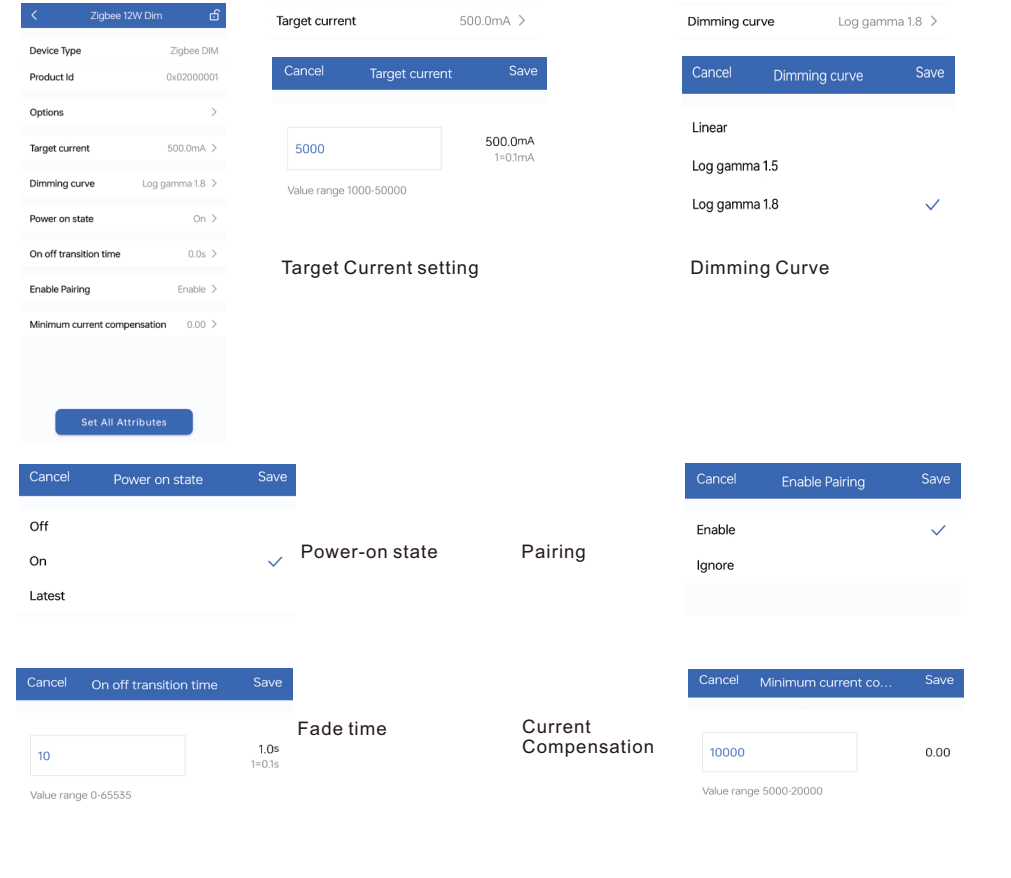 Zigbee 12W Dim
Device Type Zigbee DIM
Product Id 0x02000001
Options
Target current 500.0mA
Dimming curve Log gamma 1.8
Power on state On
On off transition time 0.0s
Enable Pairing Enable
Minimum current compensation 0.00
Set All Attributes
Target current 500.0mA
Cancel Target current Save
5000 500.0mA
1=0.1mA
Value range 1000-50000
Target Current setting
Dimming curve Log gamma 1.8
Cancel Dimming curve Save
Linear
Log gamma 1.5
Log gamma 1.8
Dimming Curve
Cancel Power on state Save
Off
On
Latest
Power-on state
Pairing
Cancel Enable Pairing Save
Enable
Ignore
Cancel On off transition time Save
10 1.0s
1=0.1s
Value range 0-65535
Fade time
Current
Compensation
Cancel Minimum current co... Save
10000 0.00
Value range 5000-20000